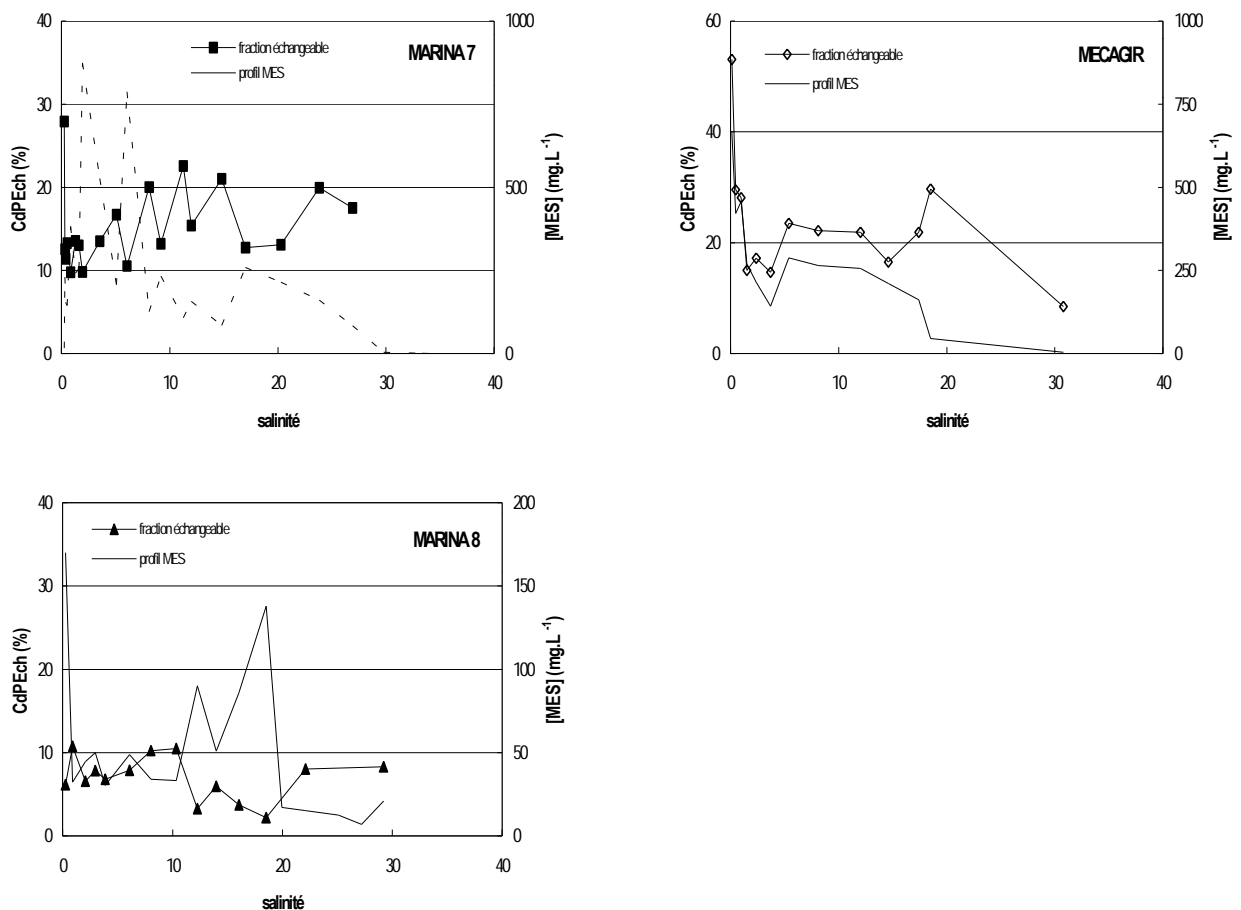 MARINA 7
fraction échangeable
profil MES
CdPEch (%)
40
30
20
10
0
[MES] (mg.L⁻¹)
1000
500
0
0 10 20 30 40
salinité
MECAGIR
fraction échangeable
profil MES
CdPEch (%)
60
40
20
0
[MES] (mg.L⁻¹)
1000
750
500
250
0
0 10 20 30 40
salinité
MARINA 8
fraction échangeable
profil MES
CdPEch (%)
40
30
20
10
0
[MES] (mg.L⁻¹)
200
150
100
50
0
0 10 20 30 40
salinité